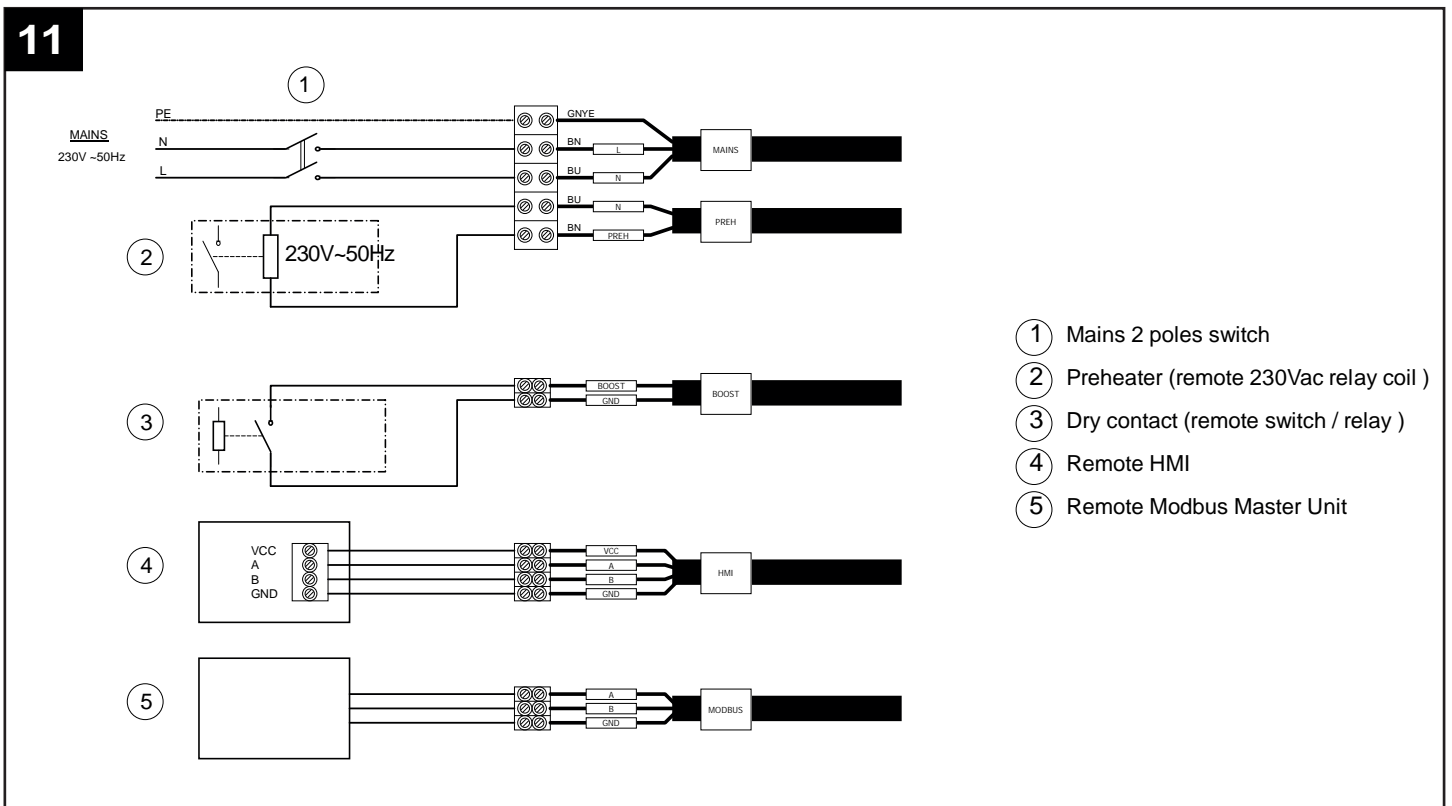 11
1
PE
GNYE
MAINS
230V ~50Hz
N
BN
L
MAINS
L
BU
N
BU
N
PREH
2
230V~50Hz
BN
PREH
1 Mains 2 poles switch
2 Preheater (remote 230Vac relay coil )
3 Dry contact (remote switch / relay )
4 Remote HMI
5 Remote Modbus Master Unit
3
BOOST
GND
BOOST
4
VCC
A
B
GND
VCC
A
B
GND
HMI
5
A
B
GND
MODBUS